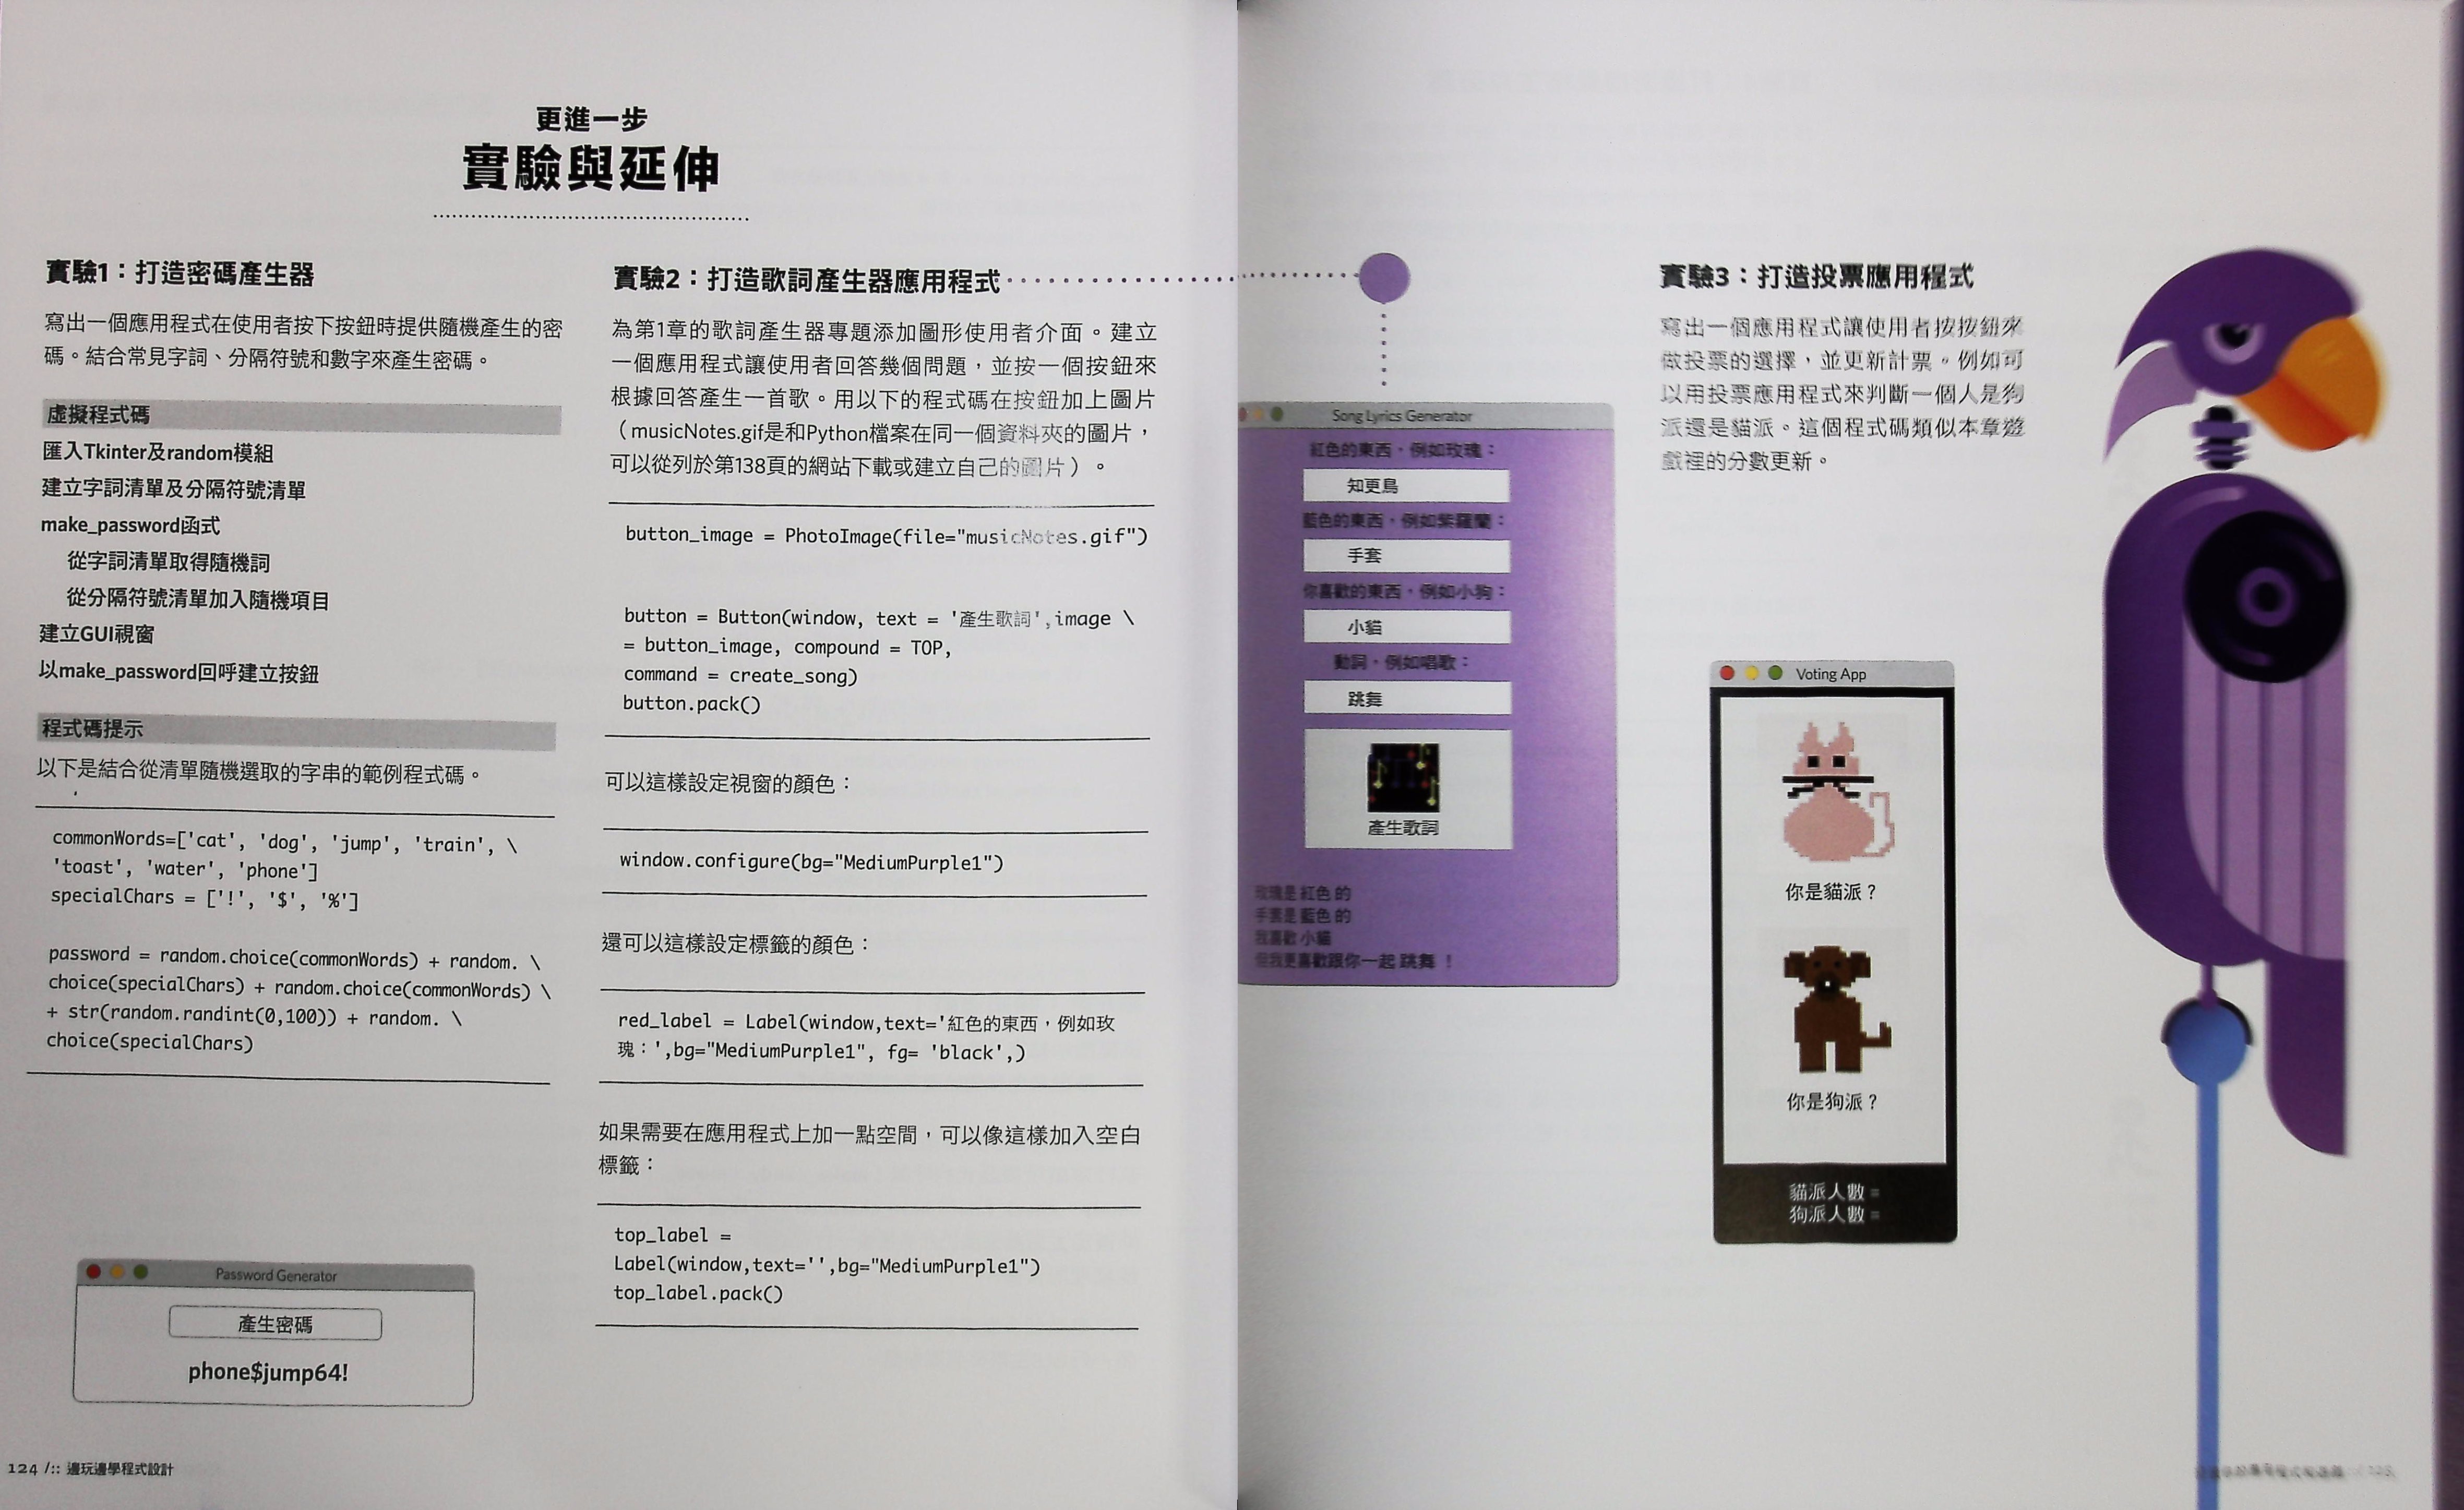 更進一步
實驗與延伸
實驗1：打造密碼產生器
寫出一個應用程式在使用者按下按鈕時提供隨機產生的密
碼。結合常見字詞、分隔符號和數字來產生密碼。
虛擬程式碼
匯入Tkinter及random模組
建立字詞清單及分隔符號清單
make_password函式
從字詞清單取得隨機詞
從分隔符號清單加入隨機項目
建立GUI視窗
以make_password回呼建立按鈕
程式碼提示
以下是結合從清單隨機選取的字串的範例程式碼。
commonWords=['cat', 'dog', 'jump', 'train', \
'toast', 'water', 'phone']
specialChars = ['!', '$', '%']
password = random.choice(commonWords) + random. \
choice(specialChars) + random.choice(commonWords) \
+ str(random.randint(0,100)) + random. \
choice(specialChars)
Password Generator
產生密碼
phone$jump64!
124 /:: 邊玩邊學程式設計
實驗2：打造歌詞產生器應用程式
為第1章的歌詞產生器專題添加圖形使用者介面。建立
一個應用程式讓使用者回答幾個問題，並按一個按鈕來
根據回答產生一首歌。用以下的程式碼在按鈕加上圖片
（musicNotes.gif是和Python檔案在同一個資料夾的圖片，
可以從列於第138頁的網站下載或建立自己的圖片）。
button_image = PhotoImage(file="musicNotes.gif")
button = Button(window, text = '產生歌詞',image \
= button_image, compound = TOP,
command = create_song)
button.pack()
可以這樣設定視窗的顏色：
window.configure(bg="MediumPurple1")
還可以這樣設定標籤的顏色：
red_label = Label(window,text='紅色的東西，例如玫
瑰：',bg="MediumPurple1", fg= 'black',)
如果需要在應用程式上加一點空間，可以像這樣加入空白
標籤：
top_label =
Label(window,text='',bg="MediumPurple1")
top_label.pack()
Song Lyrics Generator
紅色的東西，例如玫瑰：
知更鳥
藍色的東西，例如紫羅蘭：
手套
你喜歡的東西，例如小狗：
小貓
動詞，例如唱歌：
跳舞
產生歌詞
玫瑰是 紅色 的
手套是 藍色 的
我喜歡 小貓
但我更喜歡跟你一起 跳舞 ！
實驗3：打造投票應用程式
寫出一個應用程式讓使用者按按鈕來
做投票的選擇，並更新計票。例如可
以用投票應用程式來判斷一個人是狗
派還是貓派。這個程式碼類似本章遊
戲裡的分數更新。
Voting App
你是貓派？
你是狗派？
貓派人數 =
狗派人數 =